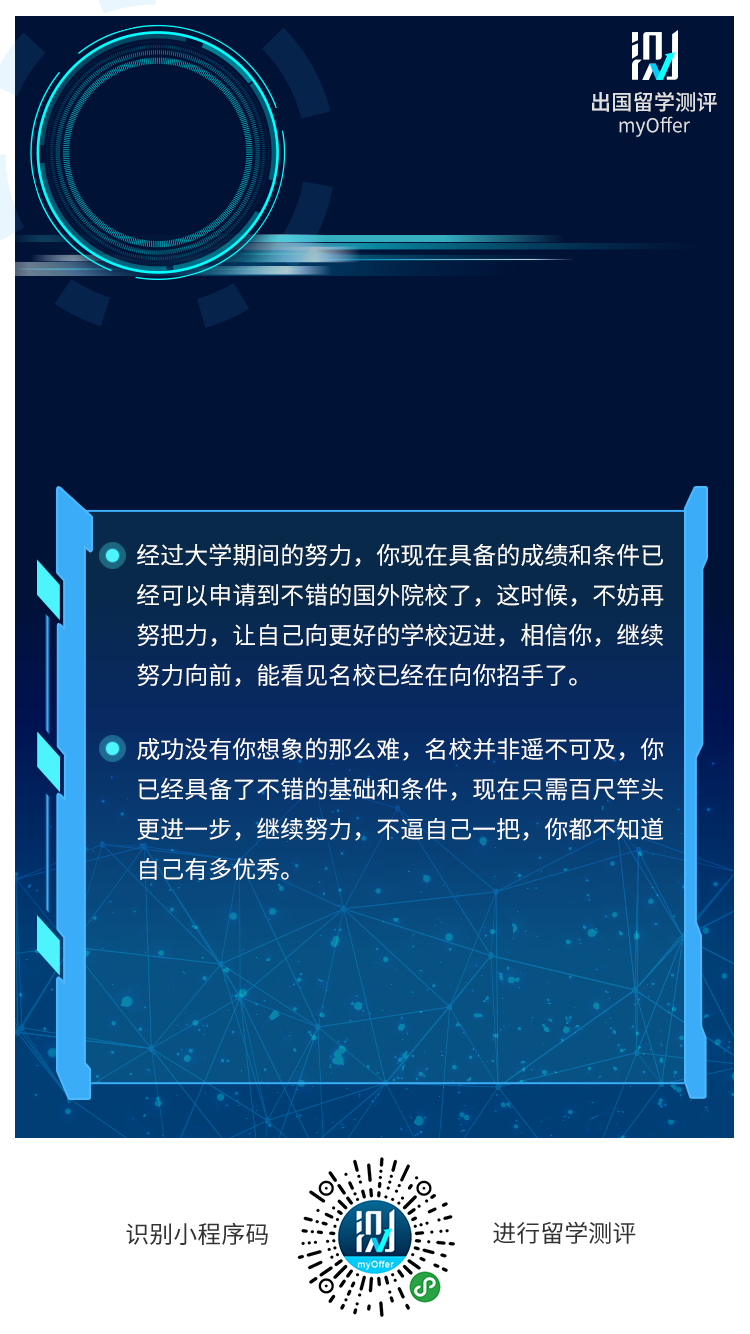 出国留学测评
myOffer
经过大学期间的努力，你现在具备的成绩和条件已
经可以申请到不错的国外院校了，这时候，不妨再
努把力，让自己向更好的学校迈进，相信你，继续
努力向前，能看见名校已经在向你招手了。
成功没有你想象的那么难，名校并非遥不可及，你
已经具备了不错的基础和条件，现在只需百尺竿头
更进一步，继续努力，不逼自己一把，你都不知道
自己有多优秀。
识别小程序码
myOffer
进行留学测评